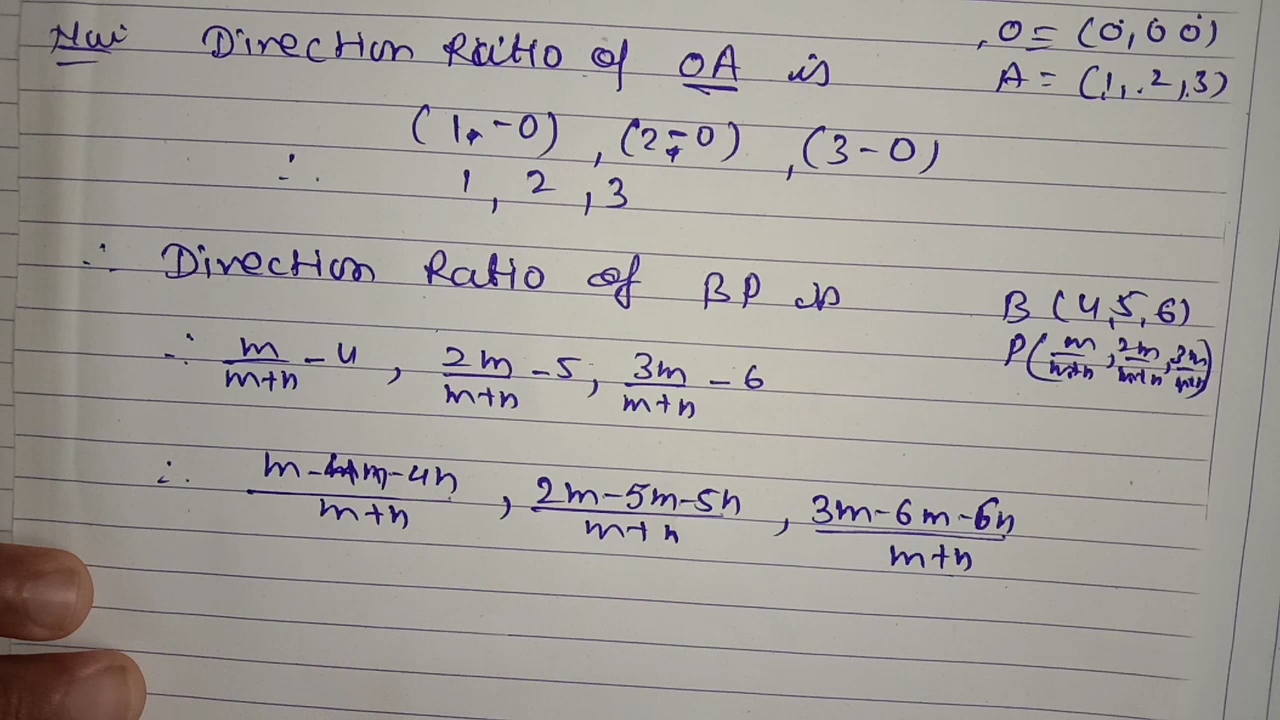 Now Direction Ratio of OA is
O = (0,0 0)
A = (1, 2, 3)
(1 - 0), (2 - 0), (3 - 0)
∴ 1, 2, 3
∴ Direction Ratio of BP is
B (4,5,6)
P(m/m+n, 2m/m+n, 3m/m+n)
∴ m/m+n - 4, 2m/m+n - 5, 3m/m+n - 6
∴ m-4m-4n/m+n, 2m-5m-5n/m+n, 3m-6m-6n/m+n